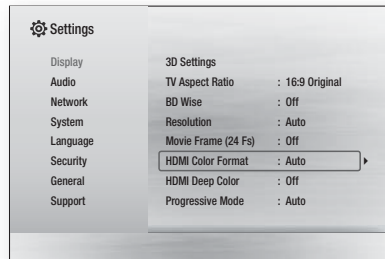 Settings
Display
Audio
Network
System
Language
Security
General
Support
3D Settings
TV Aspect Ratio : 16:9 Original
BD Wise : Off
Resolution : Auto
Movie Frame (24 Fs) : Off
HDMI Color Format : Auto
HDMI Deep Color : Off
Progressive Mode : Auto